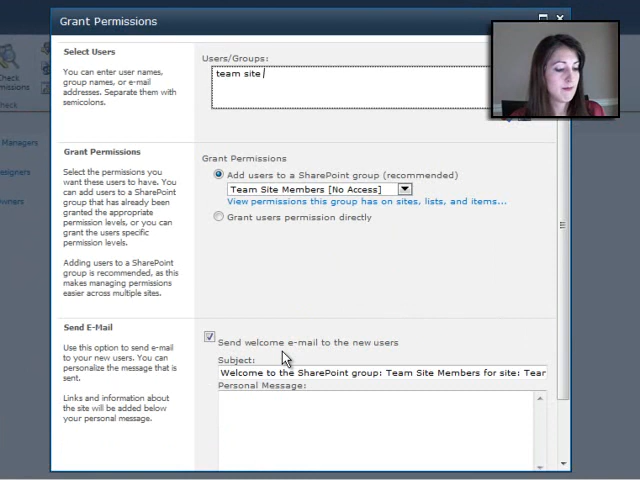 Grant Permissions
Check
missions
heck
Managers
signers
wners
Select Users
You can enter user names,
group names, or e-mail
addresses. Separate them with
semicolons.
Users/Groups:
team site
Grant Permissions
Select the permissions you
want these users to have. You
can add users to a SharePoint
group that has already been
granted the appropriate
permission levels, or you can
grant the users specific
permission levels.
Adding users to a SharePoint
group is recommended, as this
makes managing permissions
easier across multiple sites.
Grant Permissions
Add users to a SharePoint group (recommended)
Team Site Members [No Access]
View permissions this group has on sites, lists, and items...
Grant users permission directly
Send E-Mail
Use this option to send e-mail
to your new users. You can
personalize the message that is
sent.
Links and information about
the site will be added below
your personal message.
Send welcome e-mail to the new users
Subject:
Welcome to the SharePoint group: Team Site Members for site: Tear
Personal Message: